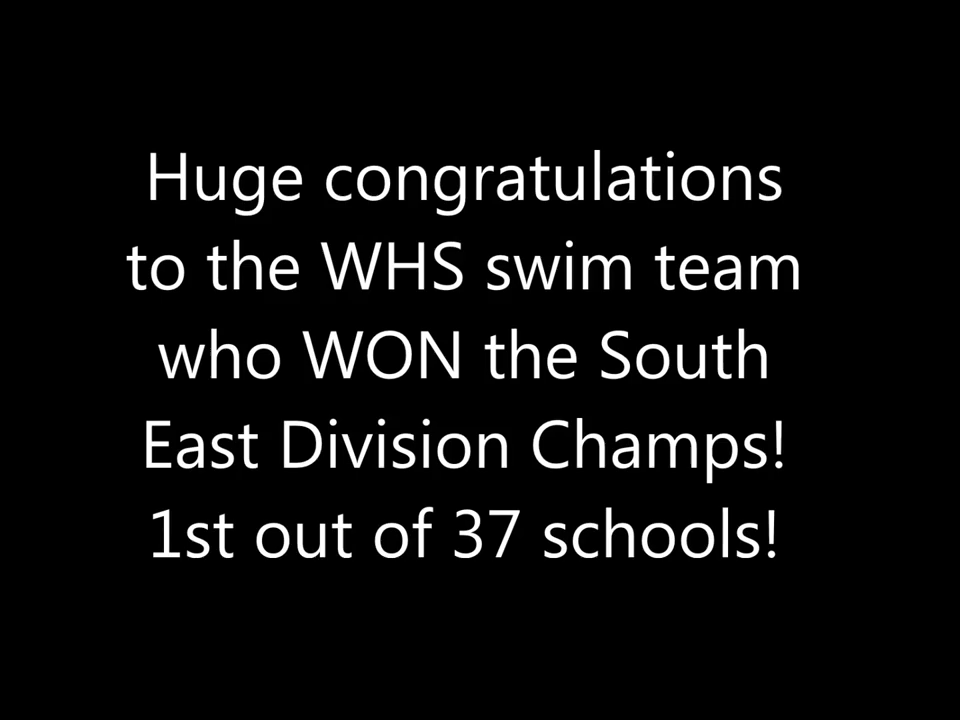 Huge congratulations
to the WHS swim team
who WON the South
East Division Champs!
1st out of 37 schools!